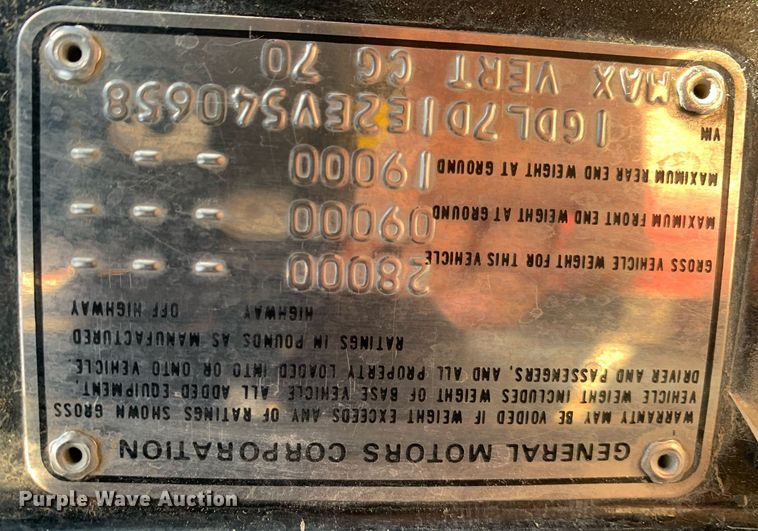 GENERAL MOTORS CORPORATION
WARRANTY MAY BE VOIDED IF WEIGHT EXCEEDS ANY OF RATINGS SHOWN GROSS
VEHICLE WEIGHT INCLUDES WEIGHT OF BASE VEHICLE, ALL ADDED EQUIPMENT,
DRIVER AND PASSENGERS, AND ALL PROPERTY LOADED INTO OR ONTO VEHICLE.
RATINGS IN POUNDS AS MANUFACTURED
HIGHWAY OFF HIGHWAY
GROSS VEHICLE WEIGHT FOR THIS VEHICLE 28000 - - -
MAXIMUM FRONT END WEIGHT AT GROUND 09000 - - -
MAXIMUM REAR END WEIGHT AT GROUND 19000 - - -
VIN 1GDL7D1E2EV540658
MAX VERT CG 70
Purple Wave Auction